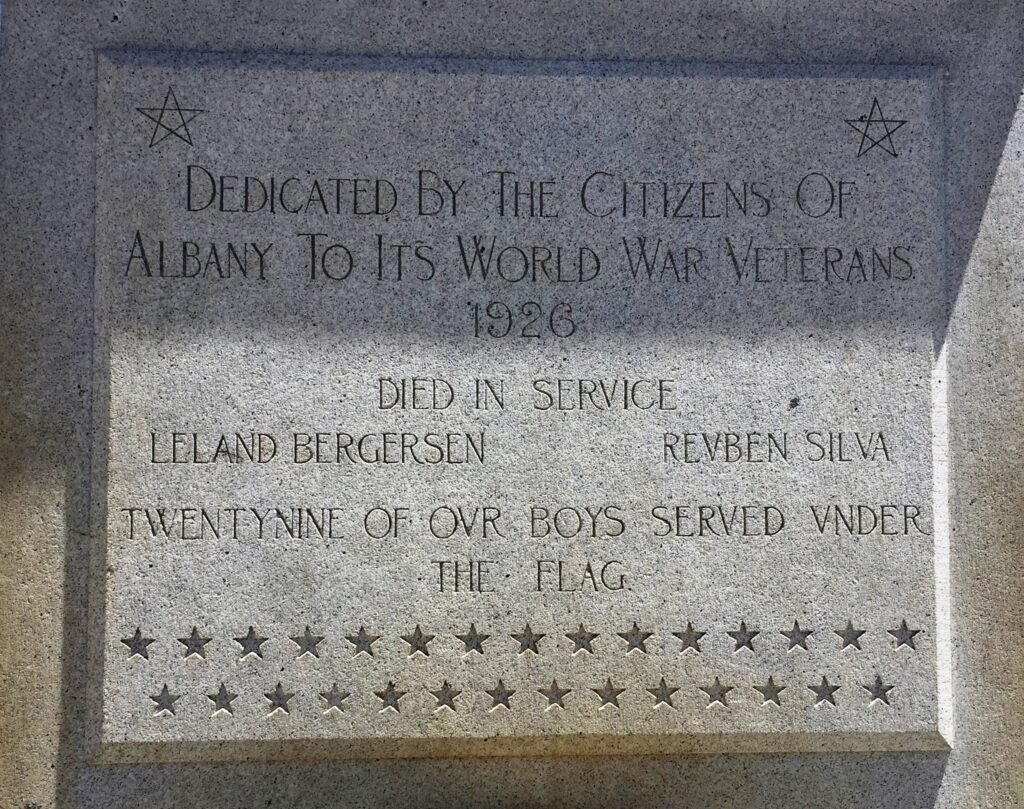 DEDICATED BY THE CITIZENS OF
ALBANY TO ITS WORLD WAR VETERANS
1926
DIED IN SERVICE
LELAND BERGERSEN REVBEN SILVA
TWENTYNINE OF OVR BOYS SERVED VNDER
THE FLAG